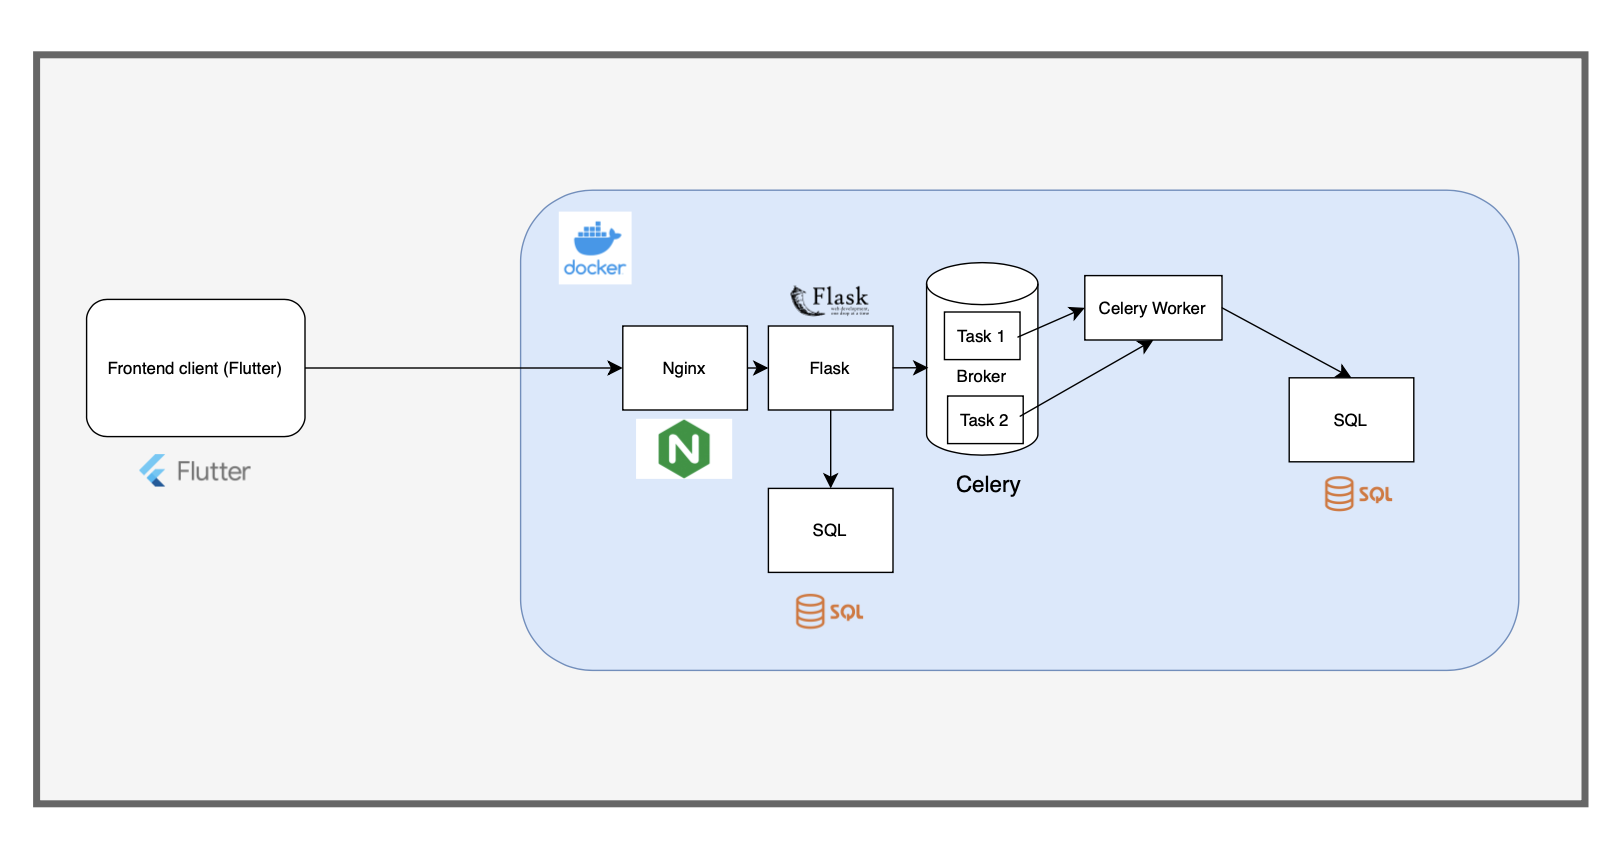 docker
Flask
web development,
one drop at a time
Frontend client (Flutter)
Flutter
Nginx
N
Flask
Task 1
Broker
Task 2
Celery
Celery Worker
SQL
SQL
SQL
SQL